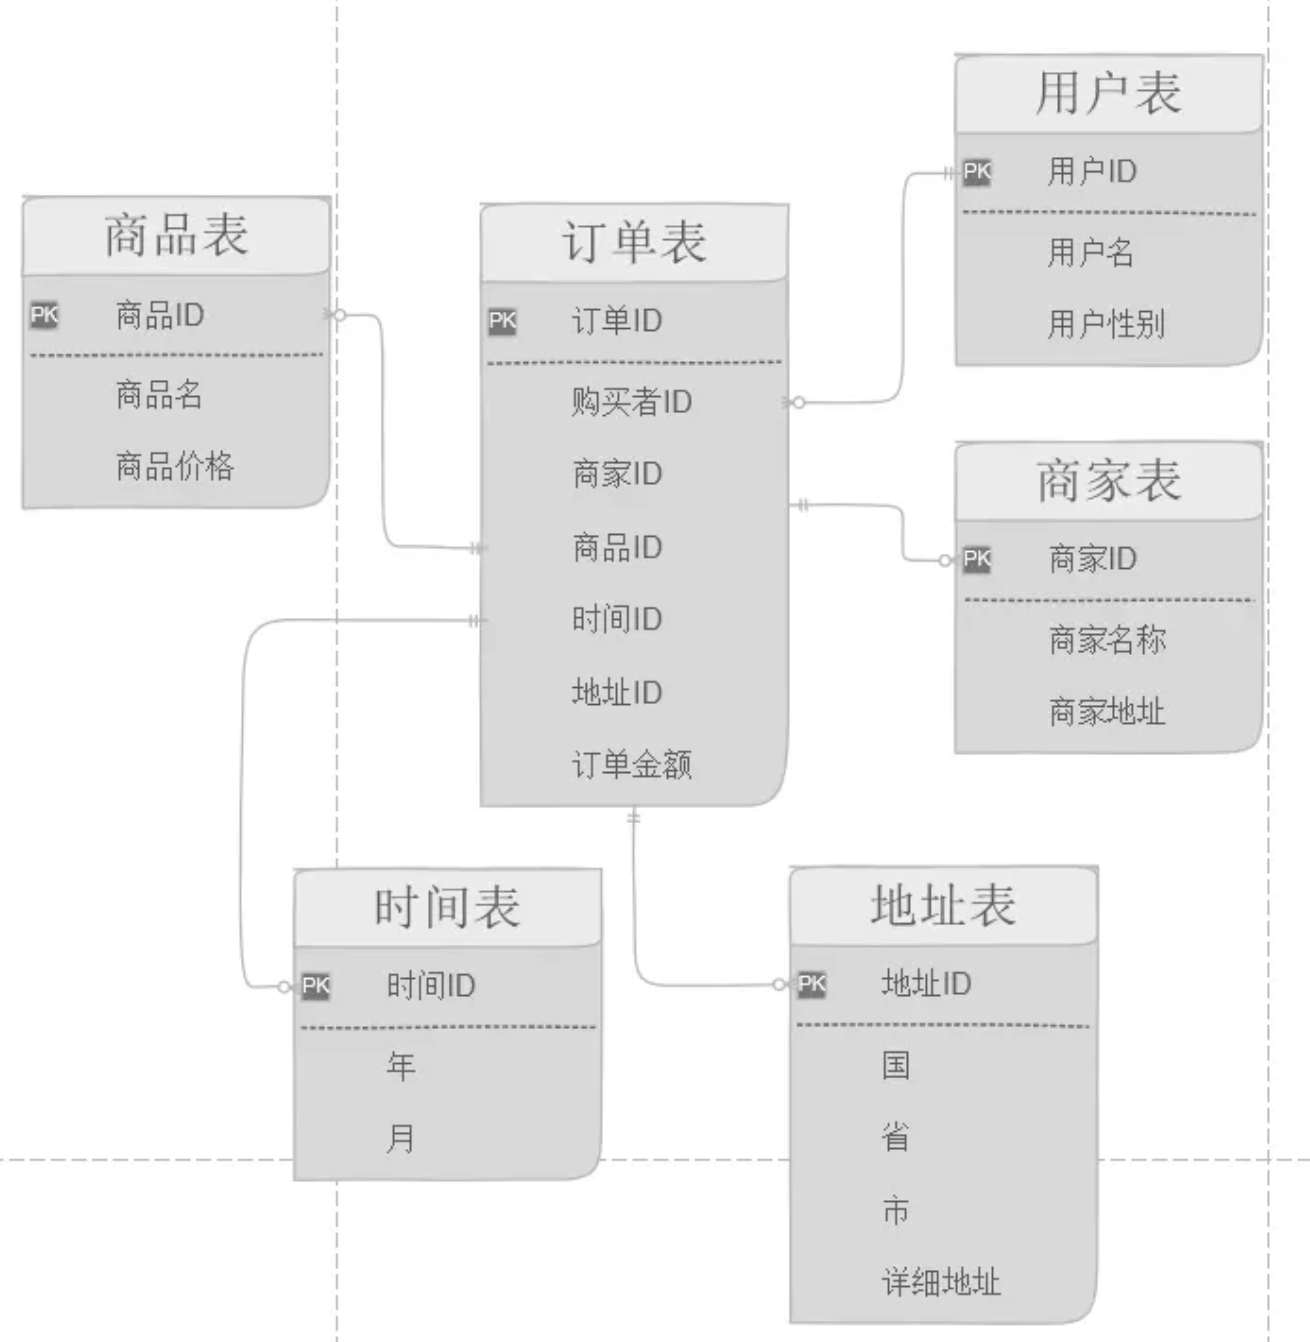 商品表
PK 商品ID
商品名
商品价格
订单表
PK 订单ID
购买者ID
商家ID
商品ID
时间ID
地址ID
订单金额
用户表
PK 用户ID
用户名
用户性别
商家表
PK 商家ID
商家名称
商家地址
时间表
PK 时间ID
年
月
地址表
PK 地址ID
国
省
市
详细地址